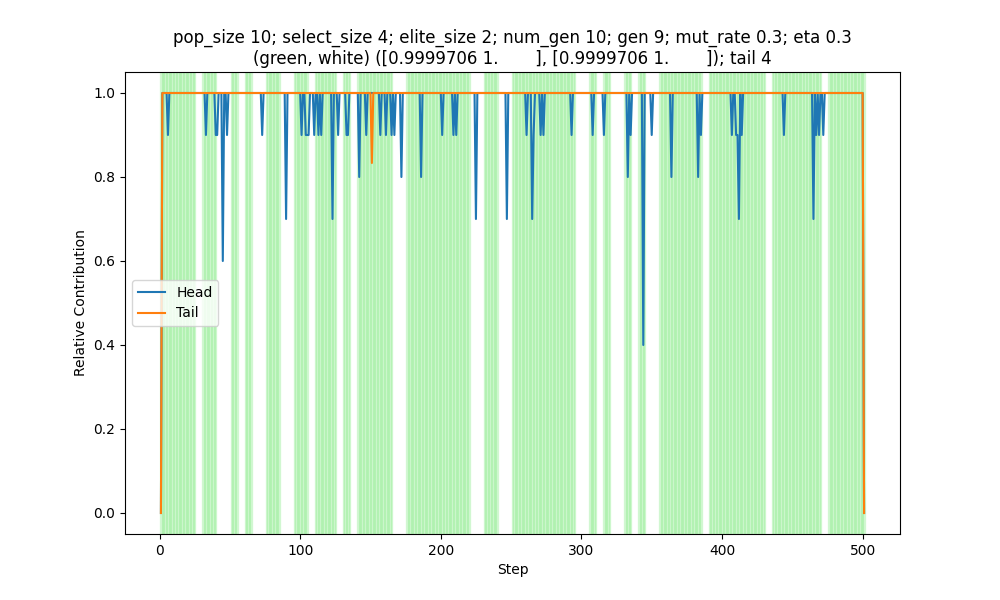 pop_size 10; select_size 4; elite_size 2; num_gen 10; gen 9; mut_rate 0.3; eta 0.3
(green, white) ([0.9999706 1.       ], [0.9999706 1.       ]); tail 4
1.0
0.8
0.6
0.4
0.2
0.0
Relative Contribution
Head
Tail
0 100 200 300 400 500
Step